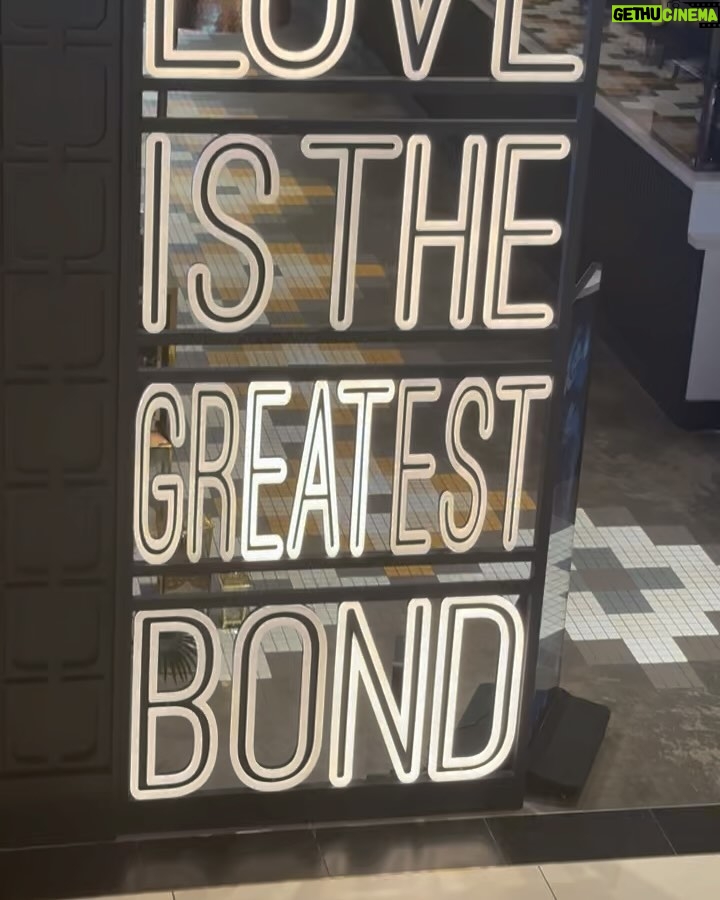 GETHUCINEMA
LOVE
IS THE
GREATEST
BOND